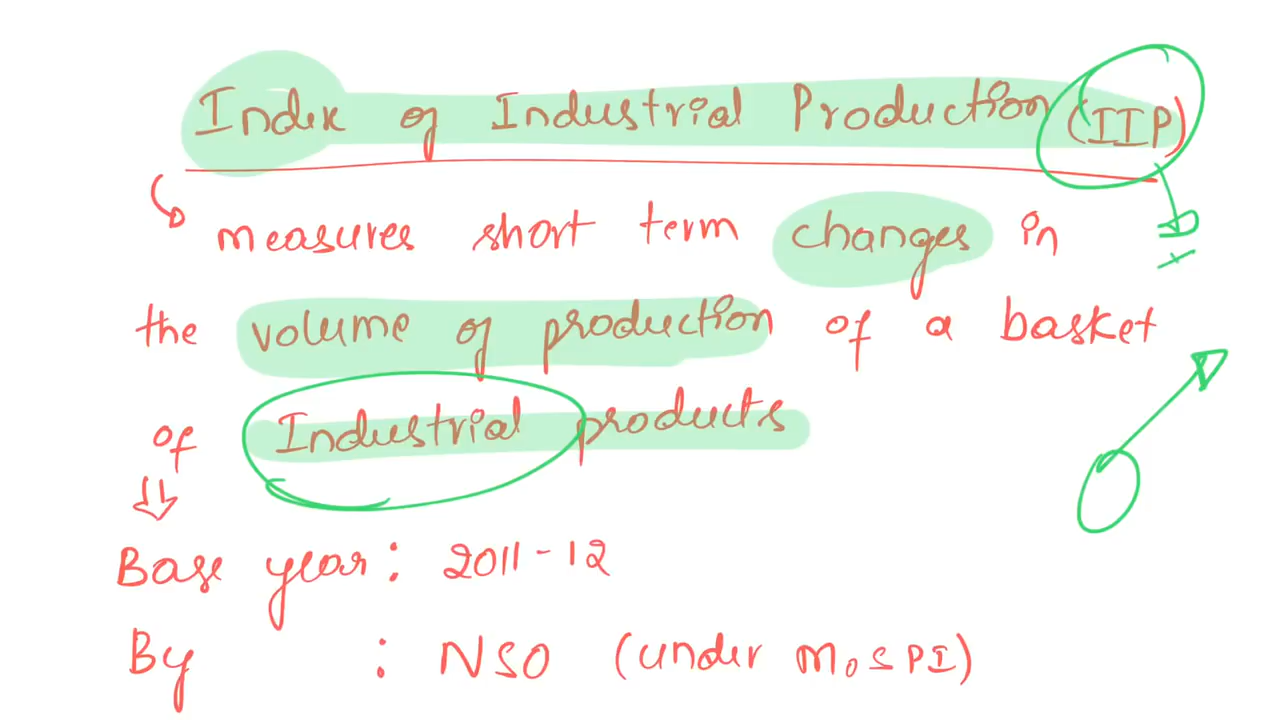 Index of Industrial Production (IIP)
measures short term changes in
the volume of production of a basket
of Industrial products
Base year: 2011-12
By : NSO (under MoSPI)